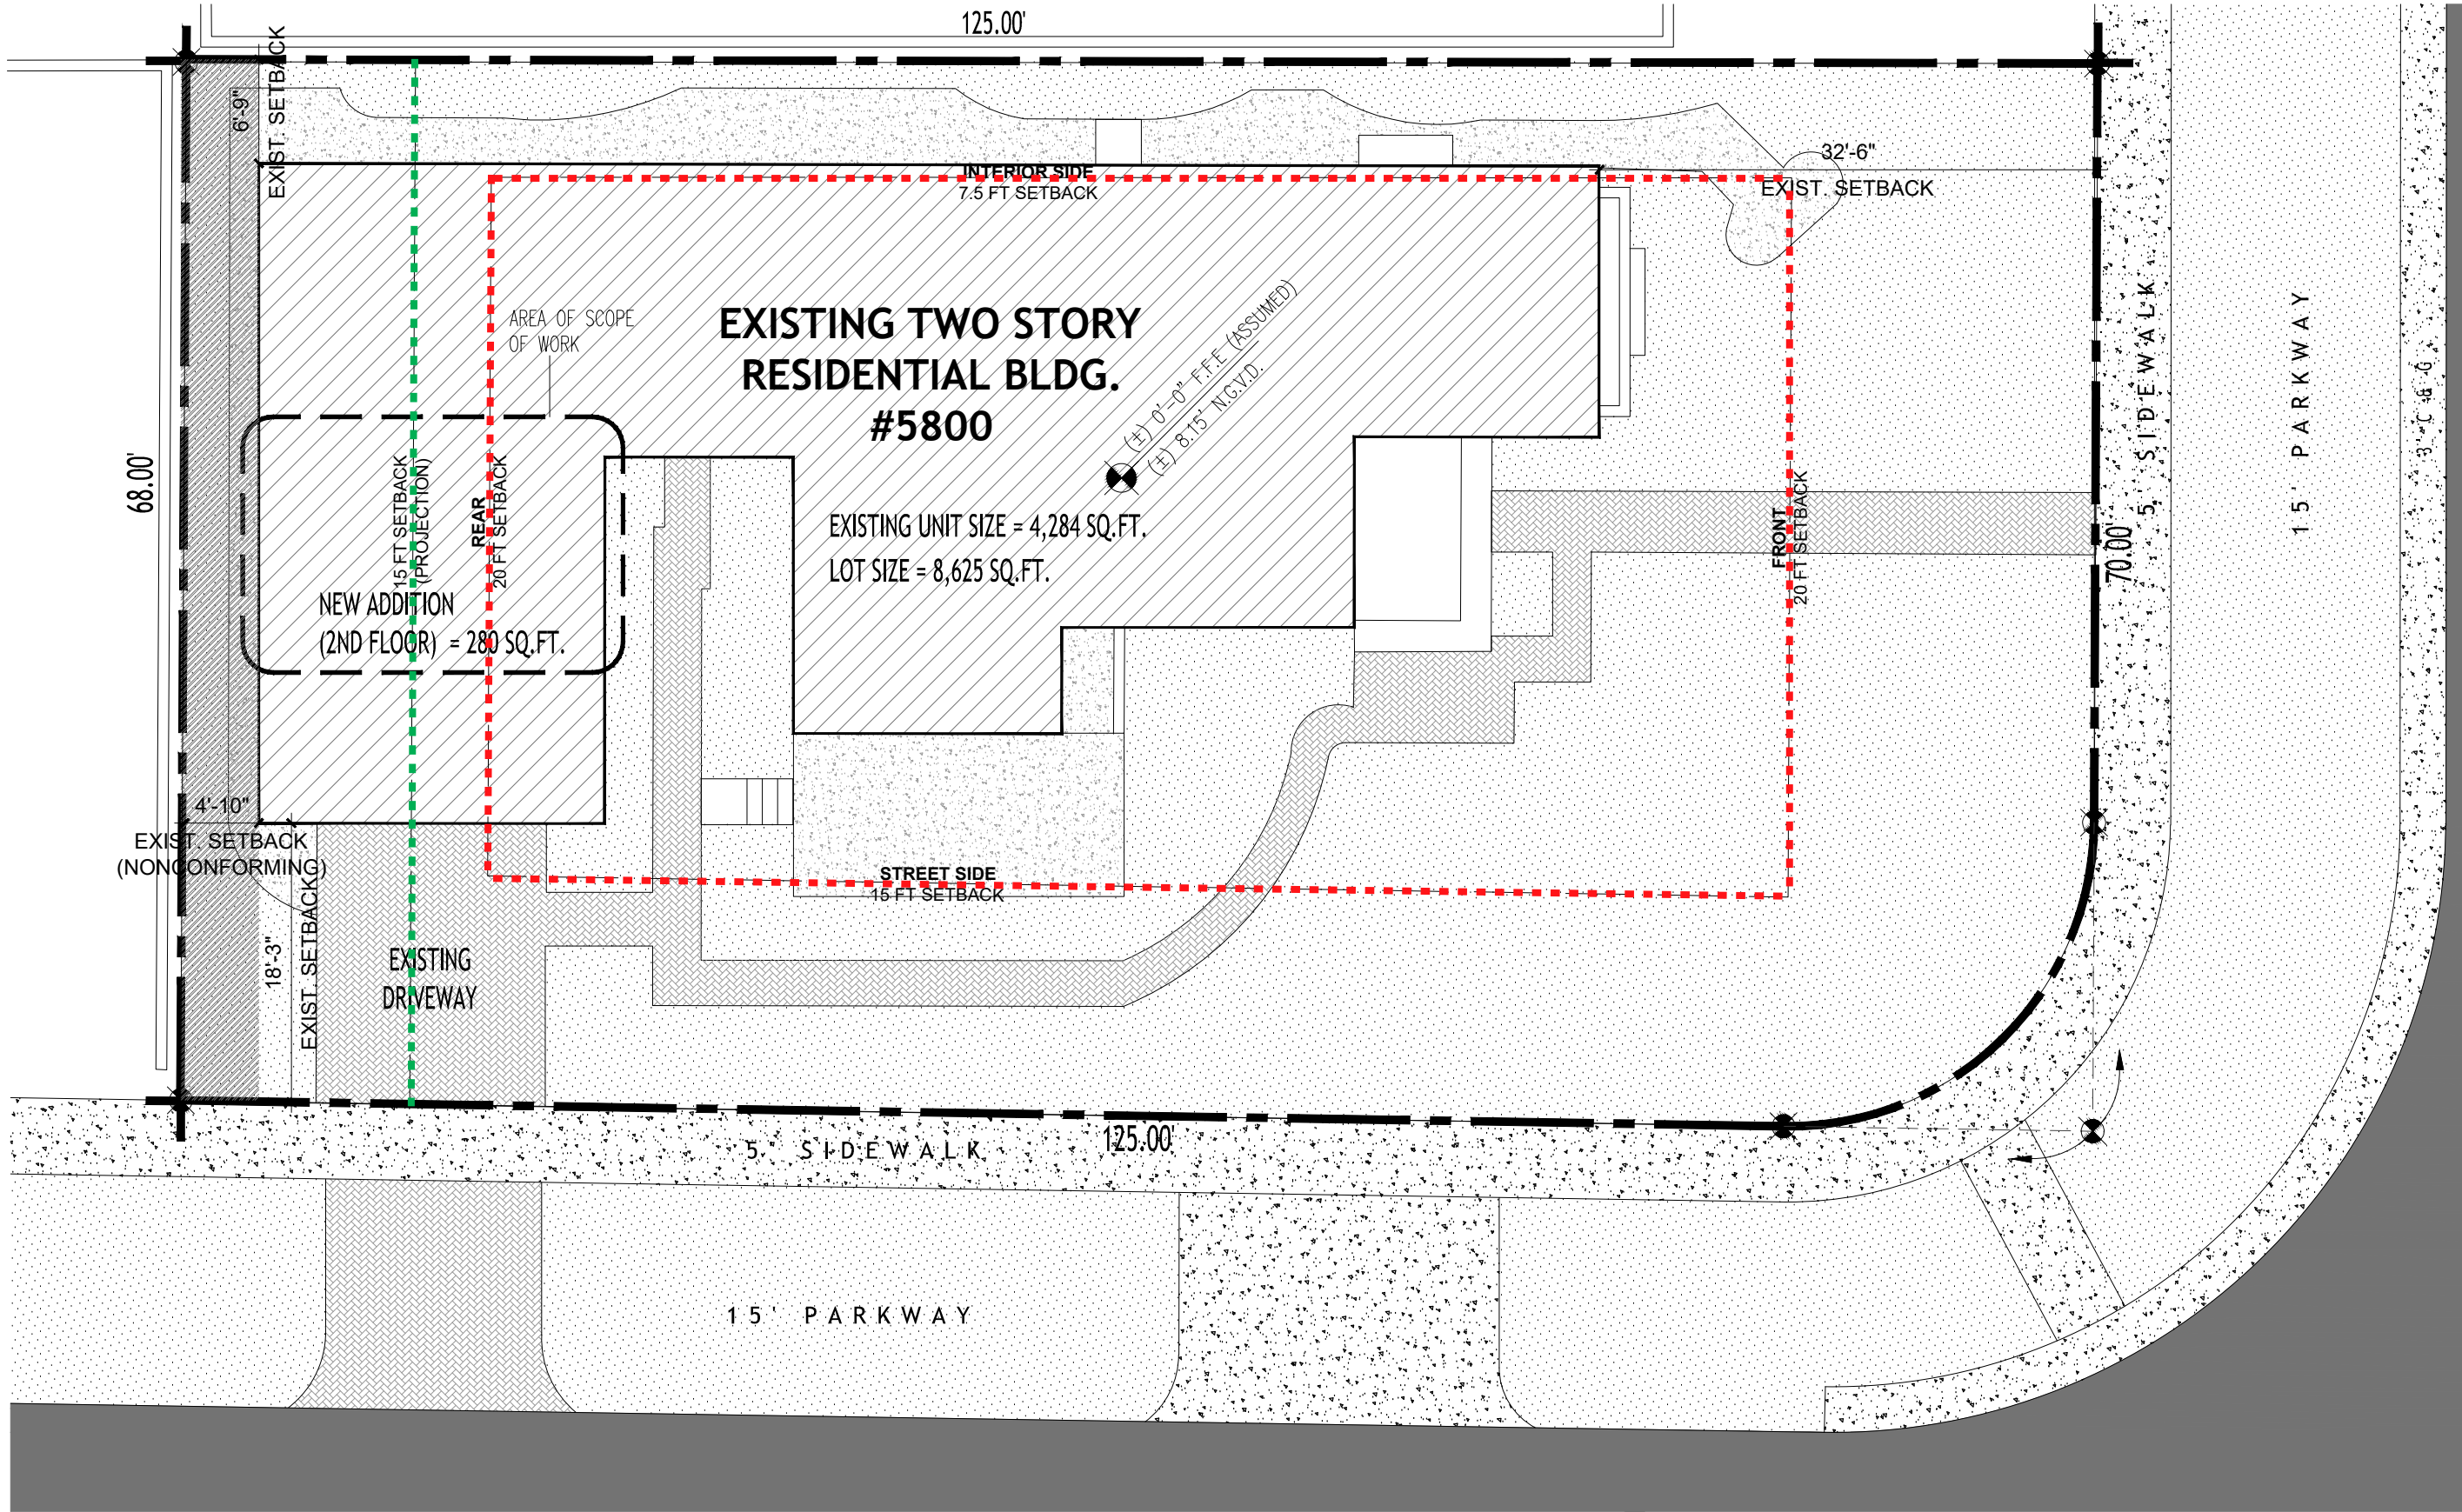 125.00'
6'-9"
EXIST. SETBACK
INTERIOR SIDE
7.5 FT SETBACK
32'-6"
EXIST. SETBACK
AREA OF SCOPE
OF WORK
EXISTING TWO STORY
RESIDENTIAL BLDG.
#5800
(±) 0'-0" F.F.E (ASSUMED)
(±) 8.15' N.G.V.D.
5' SIDEWALK
15' PARKWAY
3' C & G
68.00'
15 FT SETBACK
(PROJECTION)
REAR
20 FT SETBACK
EXISTING UNIT SIZE = 4,284 SQ.FT.
LOT SIZE = 8,625 SQ.FT.
FRONT
20 FT SETBACK
70.00'
NEW ADDITION
(2ND FLOOR) = 280 SQ.FT.
4'-10"
EXIST. SETBACK
(NONCONFORMING)
STREET SIDE
15 FT SETBACK
18'-3"
EXIST. SETBACK
EXISTING
DRIVEWAY
5' SIDEWALK
125.00'
15' PARKWAY